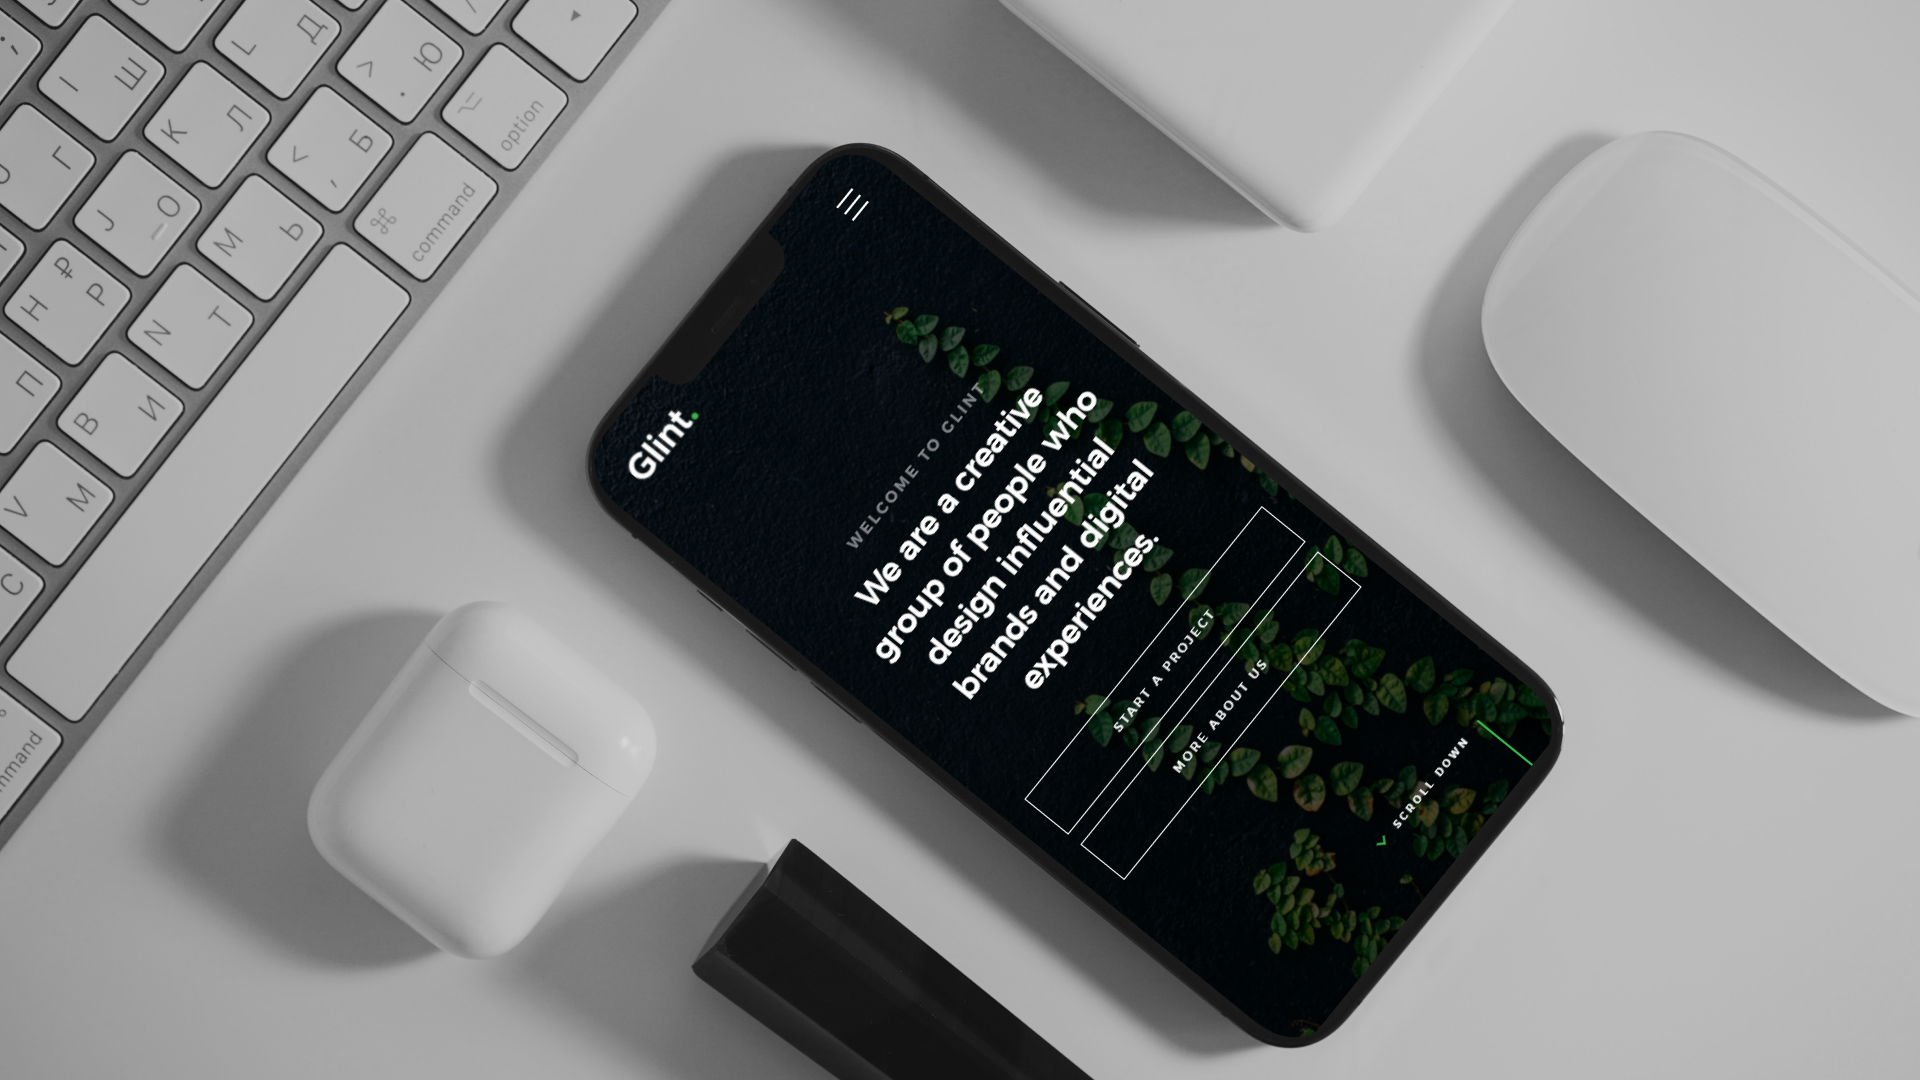 Glint.
WELCOME TO GLINT
We are a creative
group of people who
design influential
brands and digital
experiences.
START A PROJECT
MORE ABOUT US
SCROLL DOWN
I Ш
L Д
> . Ю
option
Г
K Л
< , Б
command
J О
M Ь
H ₽ Р
N Т
П
B И
V М
C
mmand